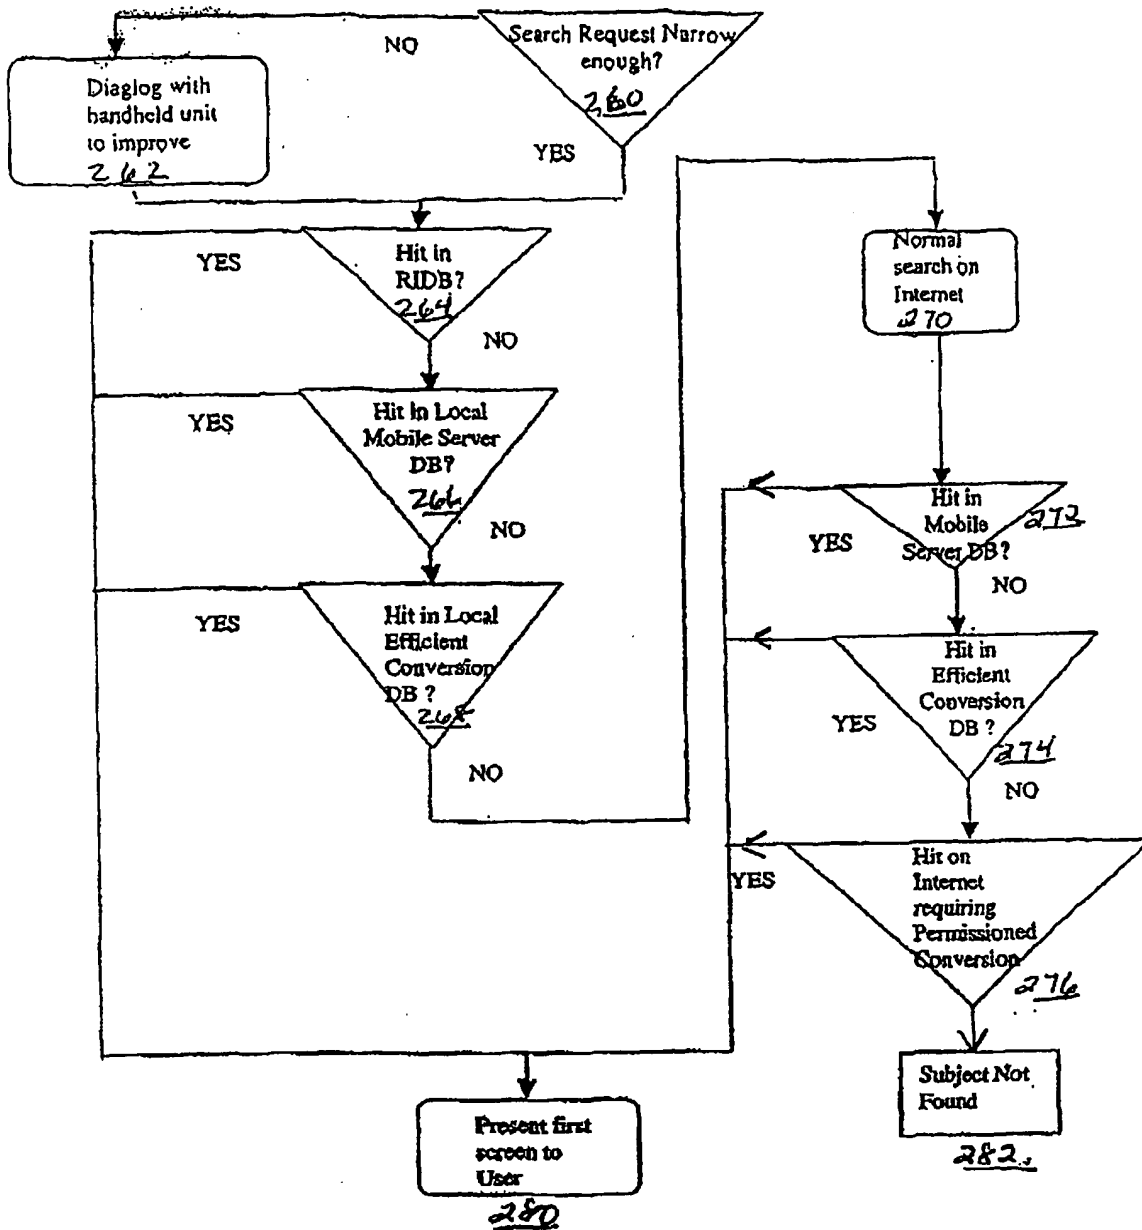 NO
Search Request Narrow
enough?
260
YES
Diaglog with
handheld unit
to improve
262
YES
Hit in
RIDB?
264
NO
YES
Hit in Local
Mobile Server
DB?
266
NO
YES
Hit in Local
Efficient
Conversion
DB ?
268
NO
Normal
search on
Internet
270
Hit in
Mobile
Server DB?
272
YES
NO
Hit in
Efficient
Conversion
DB ?
274
YES
NO
Hit on
Internet
requiring
Permissioned
Conversion
276
YES
Subject Not
Found
282
Present first
screen to
User
280